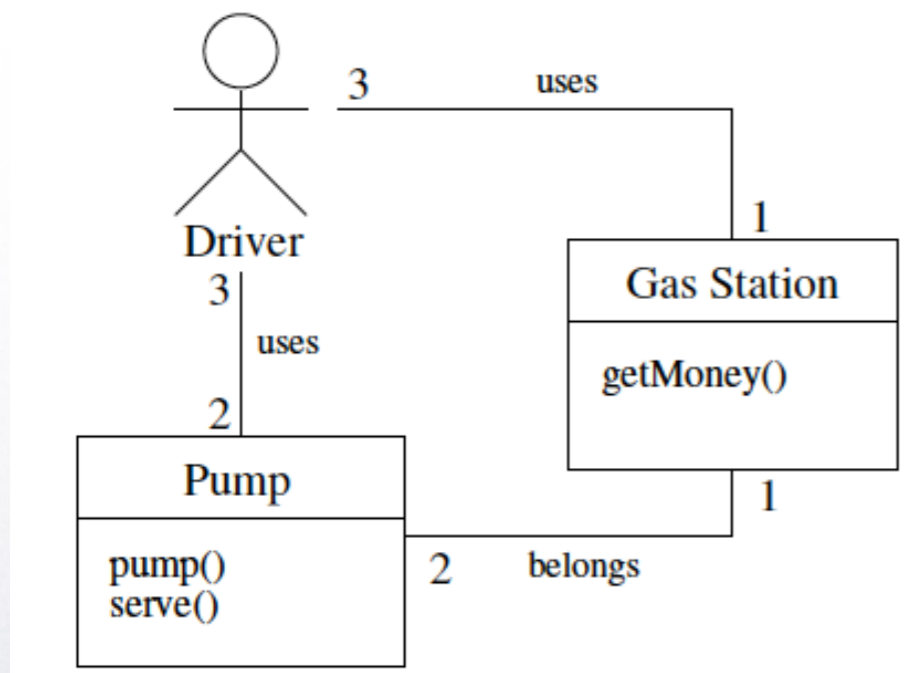 3
uses
1
Driver
Gas Station
3
uses
getMoney()
2
Pump
1
pump()
serve()
2
belongs